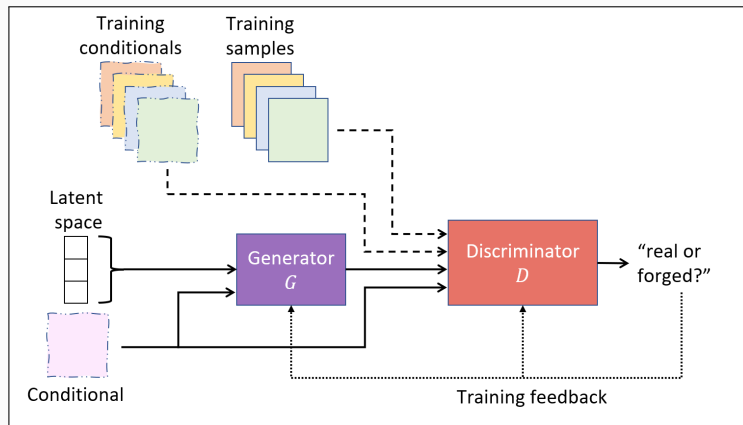 Training
conditionals
Training
samples
Latent
space
Generator
G
Discriminator
D
“real or
forged?”
Conditional
Training feedback